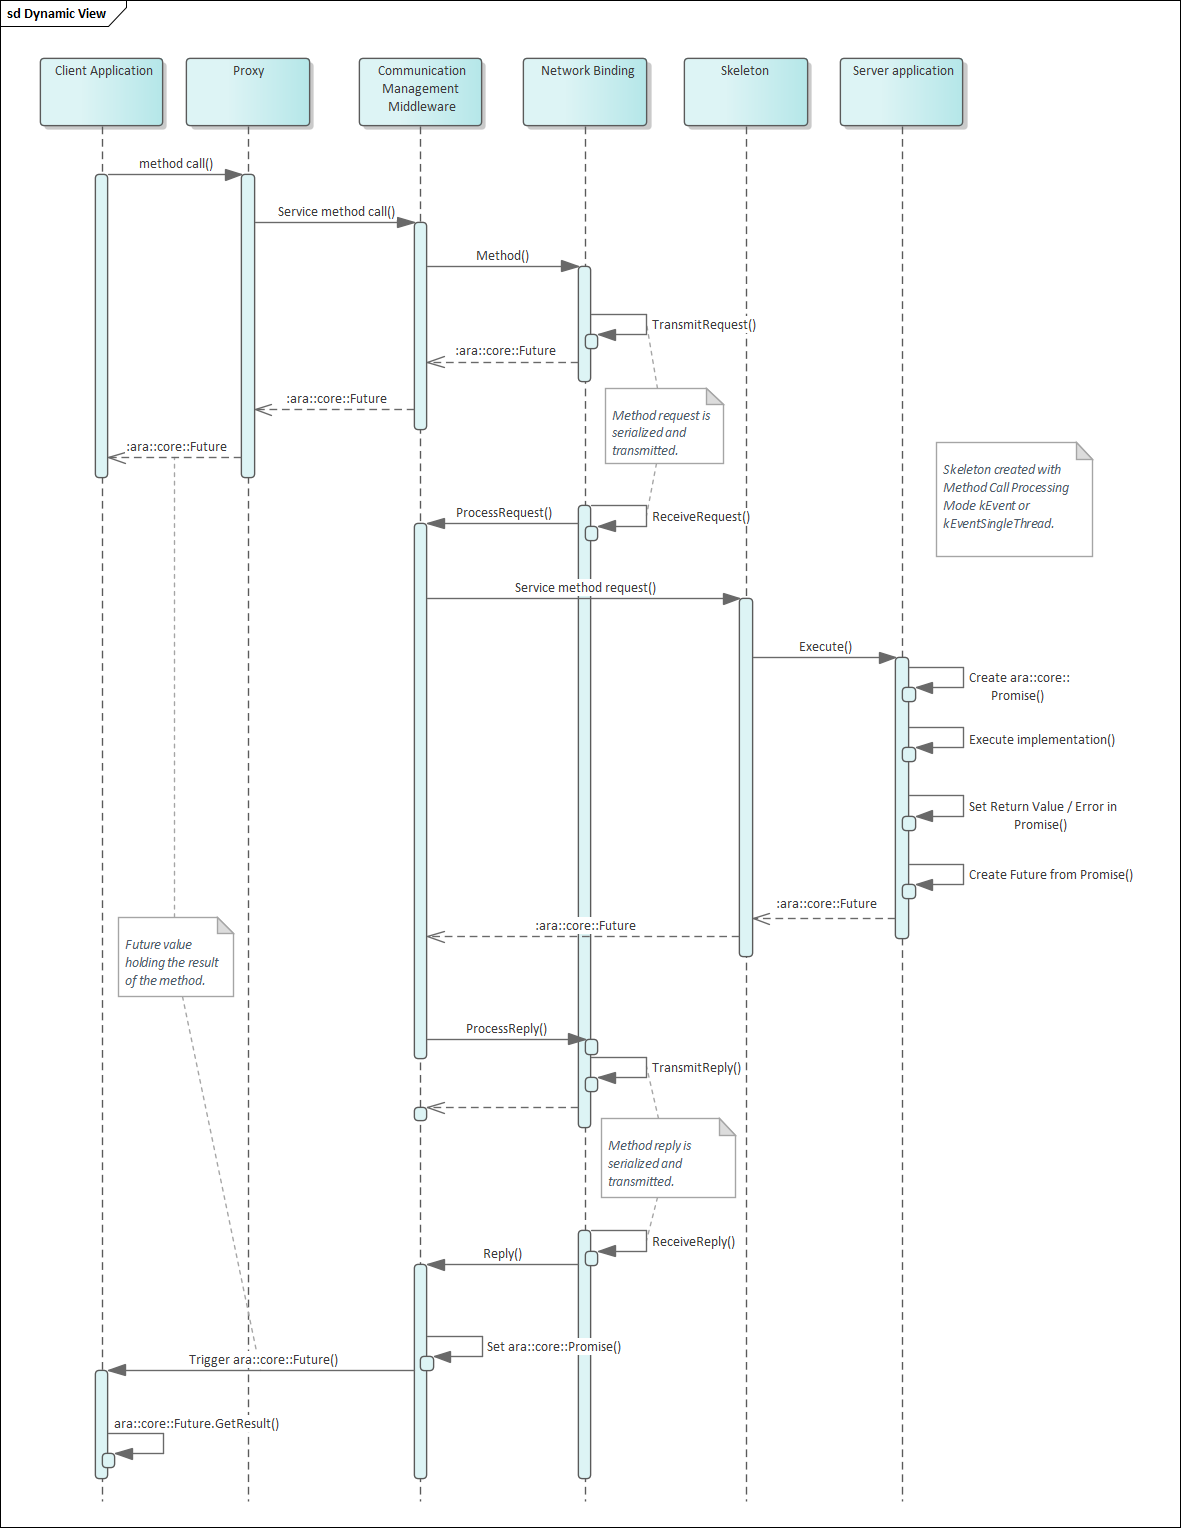 sd Dynamic View
Client Application
Proxy
Communication
Management
Middleware
Network Binding
Skeleton
Server application
method call()
Service method call()
Method()
TransmitRequest()
:ara::core::Future
:ara::core::Future
Method request is
serialized and
transmitted.
:ara::core::Future
Skeleton created with
Method Call Processing
Mode kEvent or
kEventSingleThread.
ProcessRequest()
ReceiveRequest()
Service method request()
Execute()
Create ara::core::
Promise()
Execute implementation()
Set Return Value / Error in
Promise()
Create Future from Promise()
:ara::core::Future
:ara::core::Future
Future value
holding the result
of the method.
ProcessReply()
TransmitReply()
Method reply is
serialized and
transmitted.
ReceiveReply()
Reply()
Set ara::core::Promise()
Trigger ara::core::Future()
ara::core::Future.GetResult()